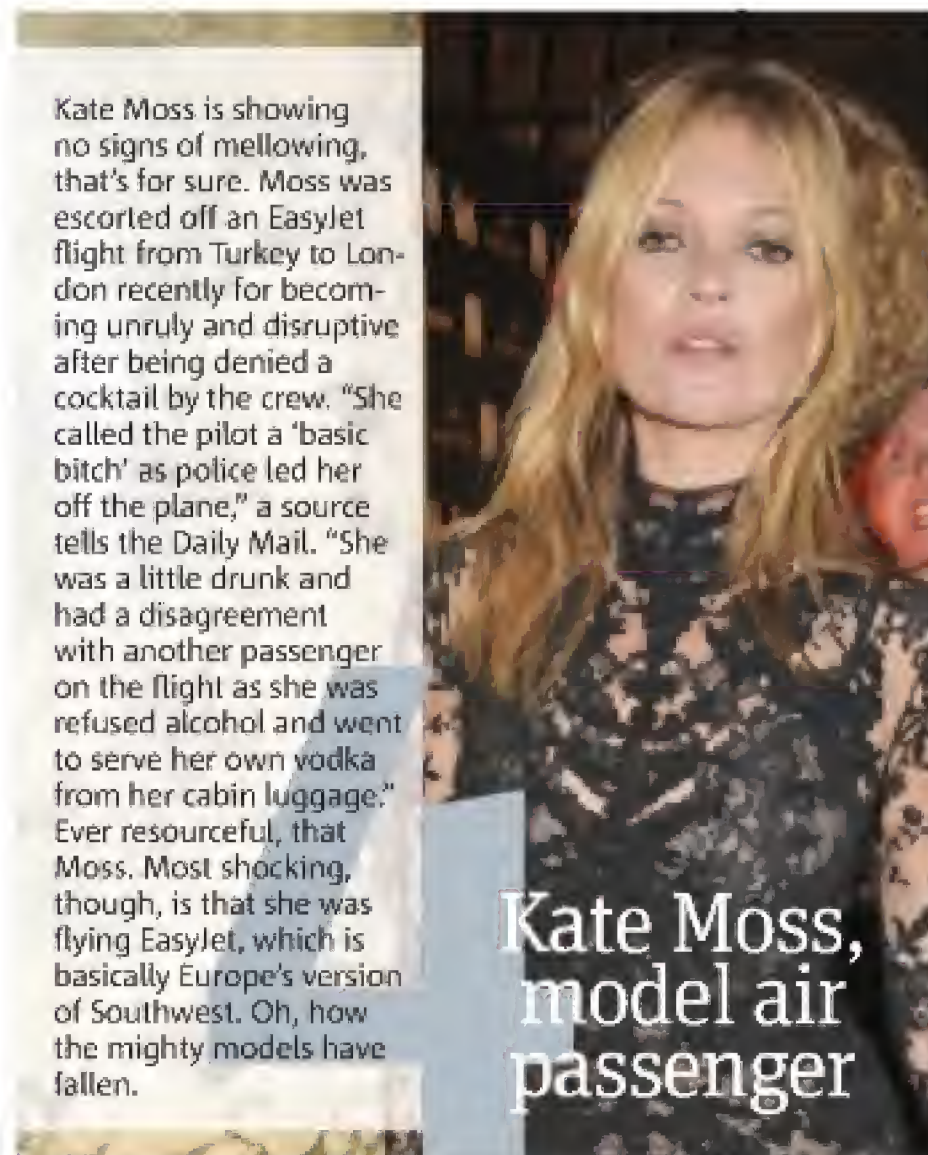 Kate Moss is showing
no signs of mellowing,
that's for sure. Moss was
escorted off an EasyJet
flight from Turkey to Lon-
don recently for becom-
ing unruly and disruptive
after being denied a
cocktail by the crew. “She
called the pilot a ‘basic
bitch’ as police led her
off the plane,” a source
tells the Daily Mail. “She
was a little drunk and
had a disagreement
with another passenger
on the flight as she was
refused alcohol and went
to serve her own vodka
from her cabin luggage.”
Ever resourceful, that
Moss. Most shocking,
though, is that she was
flying EasyJet, which is
basically Europe's version
of Southwest. Oh, how
the mighty models have
fallen.
4
Kate Moss,
model air
passenger